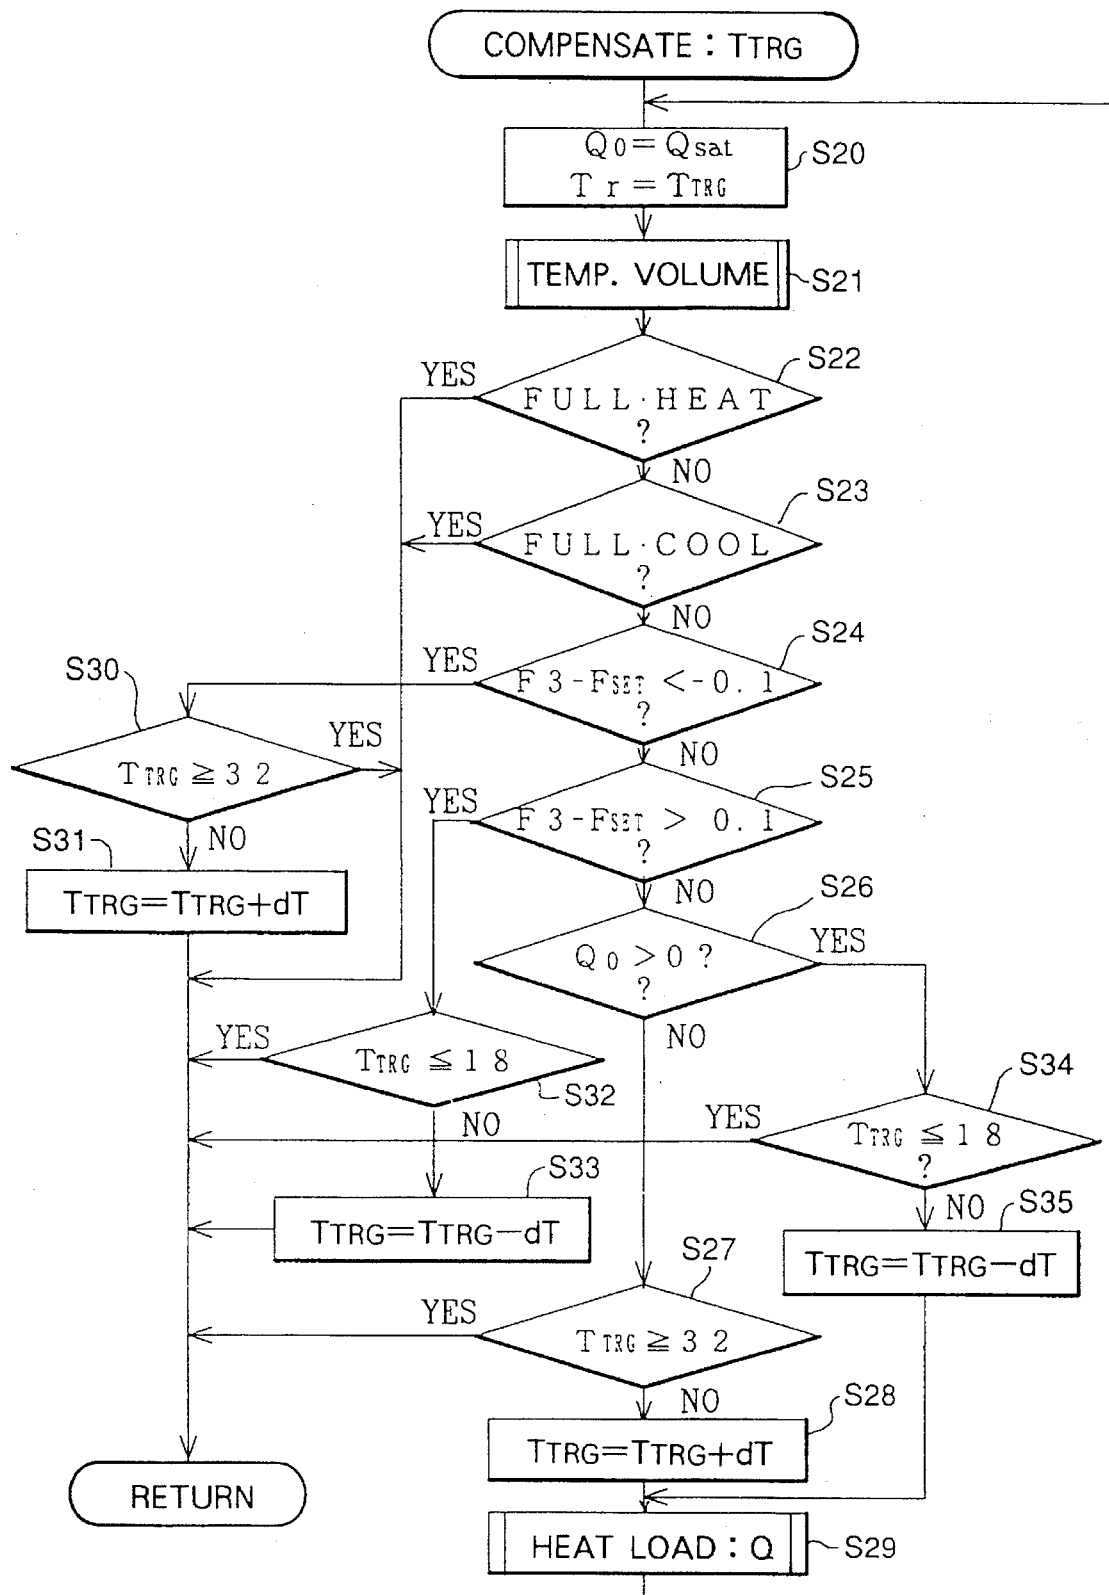 COMPENSATE : TTRG
Q0 = Qsat
Tr = TTRG
S20
TEMP. VOLUME
S21
S22
YES
FULL·HEAT
?
NO
S23
YES
FULL·COOL
?
NO
S24
S30
YES
F3-FSET <-0.1
?
YES
NO
TTRG ≧ 32
S25
YES
F3-FSET > 0.1
?
S31
NO
NO
S26
TTRG=TTRG+dT
YES
Q0 > 0 ?
?
YES
NO
TTRG ≦ 18
S34
S32
YES
NO
TTRG ≦ 18
?
S33
NO
S35
TTRG=TTRG-dT
S27
TTRG=TTRG-dT
YES
TTRG ≧ 32
S28
NO
TTRG=TTRG+dT
RETURN
HEAT LOAD : Q
S29